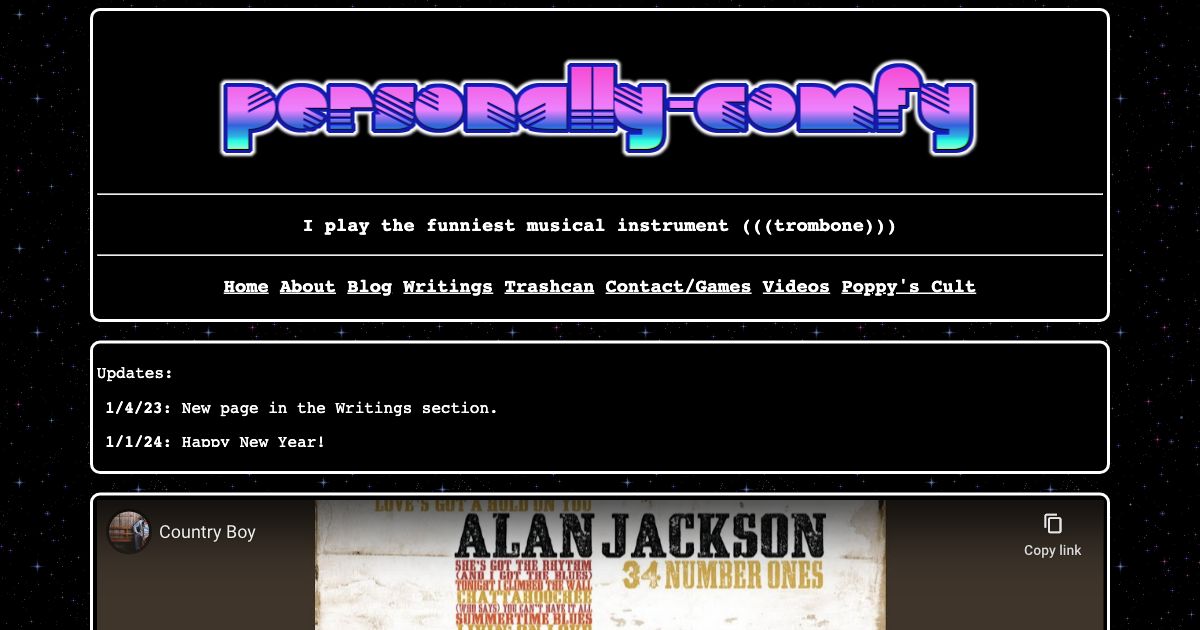 personally-comfy
I play the funniest musical instrument (((trombone)))
Home About Blog Writings Trashcan Contact/Games Videos Poppy's Cult
Updates:
1/4/23: New page in the Writings section.
1/1/24: Happy New Year!
Country Boy
Copy link
LOVE'S GOT A HOLD ON YOU
ALAN JACKSON
34 NUMBER ONES
SHE'S GOT THE RHYTHM
(AND I GOT THE BLUES)
TONIGHT I CLIMBED THE WALL
CHATTAHOOCHEE
(WHO SAYS) YOU CAN'T HAVE IT ALL
SUMMERTIME BLUES
LIVIN' ON LOVE